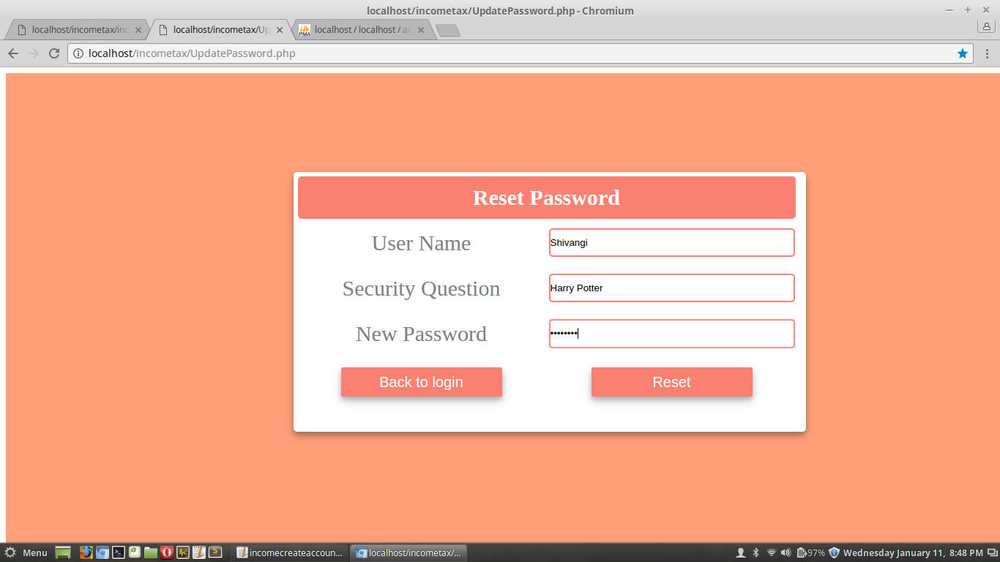 localhost/incometax/UpdatePassword.php - Chromium
localhost/incometax/in
localhost/incometax/Up
PMA
localhost / localhost / a
localhost/incometax/UpdatePassword.php
Reset Password
User Name
Shivangi
Security Question
Harry Potter
New Password
••••••••
Back to login
Reset
Menu
incomecreateaccoun...
localhost/incometax/...
97%
Wednesday January 11, 8:48 PM